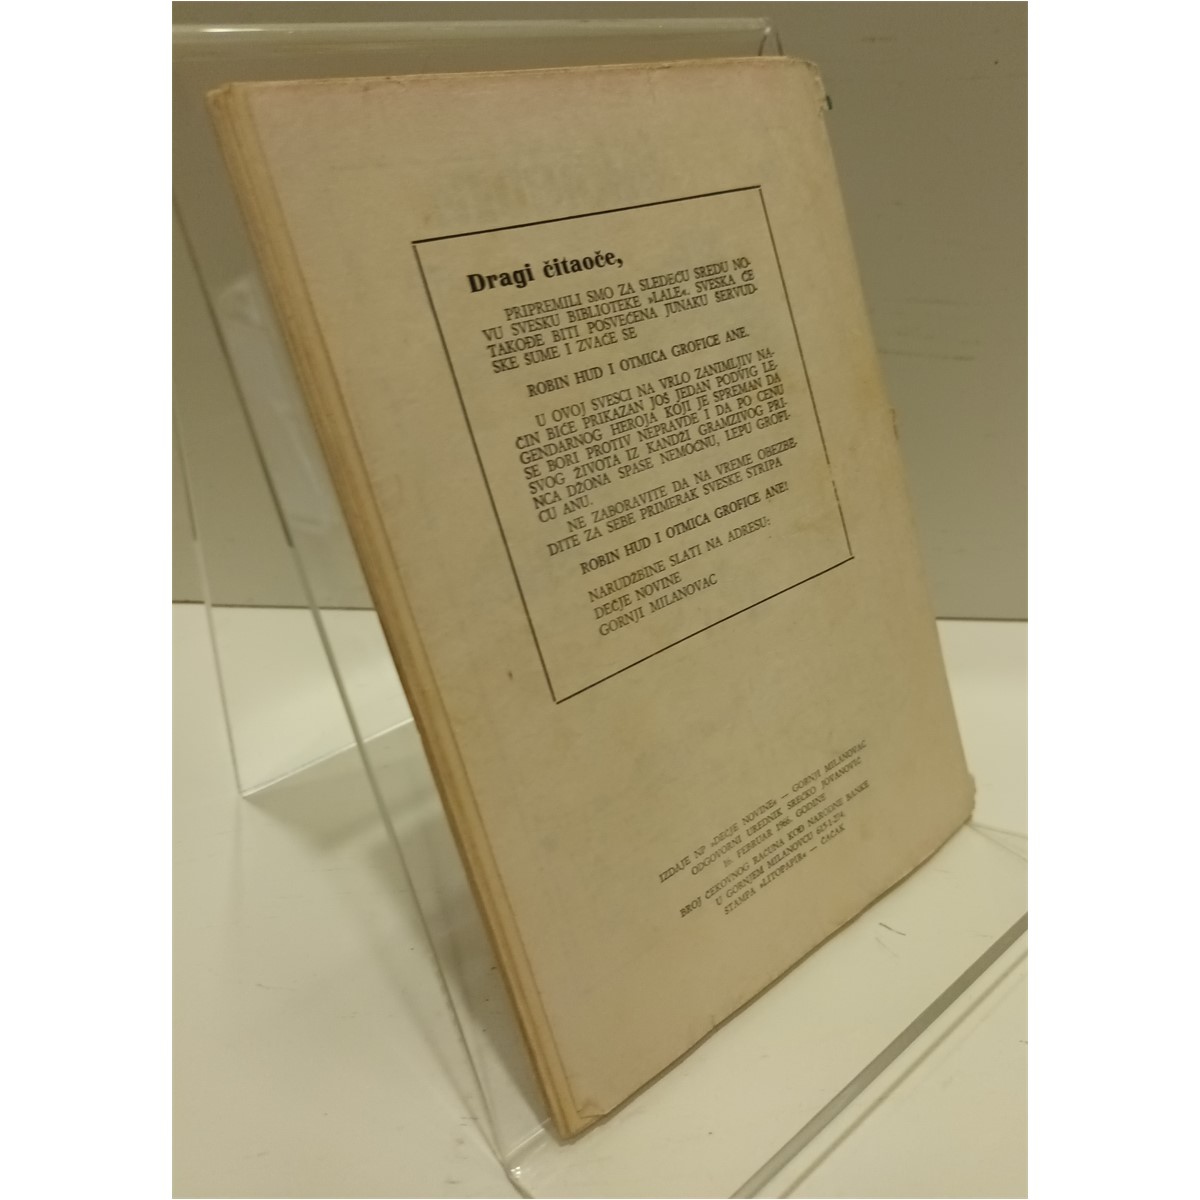 Dragi čitaoče,
PRIPREMILI SMO ZA SLEDEĆU SREDU NO-
VU SVESKU BIBLIOTEKE »LALE«. SVESKA ĆE
TAKOĐE BITI POSVEĆENA JUNAKU ŠERVUD-
SKE ŠUME I ZVAĆE SE
ROBIN HUD I OTMICA GROFICE ANE.
U OVOJ SVESCI NA VRLO ZANIMLJIV NA-
ČIN BIĆE PRIKAZAN JOŠ JEDAN PODVIG LE-
GENDARNOG HEROJA KOJI JE SPREMAN DA
SE BORI PROTIV NEPRAVDE I DA PO CENU
SVOG ŽIVOTA IZ KANDŽI GRAMZIVOG PRI-
NCA DŽONA SPASE NEMOĆNU, LEPU GROFI-
CU ANU.
NE ZABORAVITE DA NA VREME OBEZBE-
DITE ZA SEBE PRIMERAK SVESKE STRIPA
ROBIN HUD I OTMICA GROFICE ANE!
NARUDŽBINE SLATI NA ADRESU:
DEČJE NOVINE
GORNJI MILANOVAC
IZDAJE NP »DEČJE NOVINE« — GORNJI MILANOVAC
ODGOVORNI UREDNIK SREĆKO JOVANOVIĆ
16. FEBRUAR 1966. GODINE
BROJ ČEKOVNOG RAČUNA KOD NARODNE BANKE
U GORNJEM MILANOVCU 613-1-274.
ŠTAMPA »LITOPAPIR« — ČAČAK